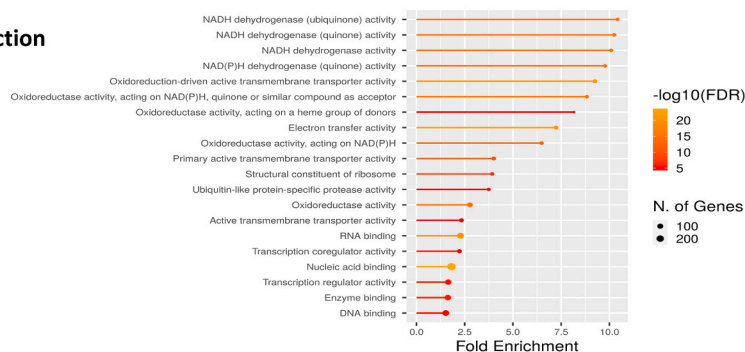 ction
NADH dehydrogenase (ubiquinone) activity
NADH dehydrogenase (quinone) activity
NADH dehydrogenase activity
NAD(P)H dehydrogenase (quinone) activity
Oxidoreduction-driven active transmembrane transporter activity
Oxidoreductase activity, acting on NAD(P)H, quinone or similar compound as acceptor
Oxidoreductase activity, acting on a heme group of donors
Electron transfer activity
Oxidoreductase activity, acting on NAD(P)H
Primary active transmembrane transporter activity
Structural constituent of ribosome
Ubiquitin-like protein-specific protease activity
Oxidoreductase activity
Active transmembrane transporter activity
RNA binding
Transcription coregulator activity
Nucleic acid binding
Transcription regulator activity
Enzyme binding
DNA binding
0.0 2.5 5.0 7.5 10.0
Fold Enrichment
-log10(FDR)
20
15
10
5
N. of Genes
100
200